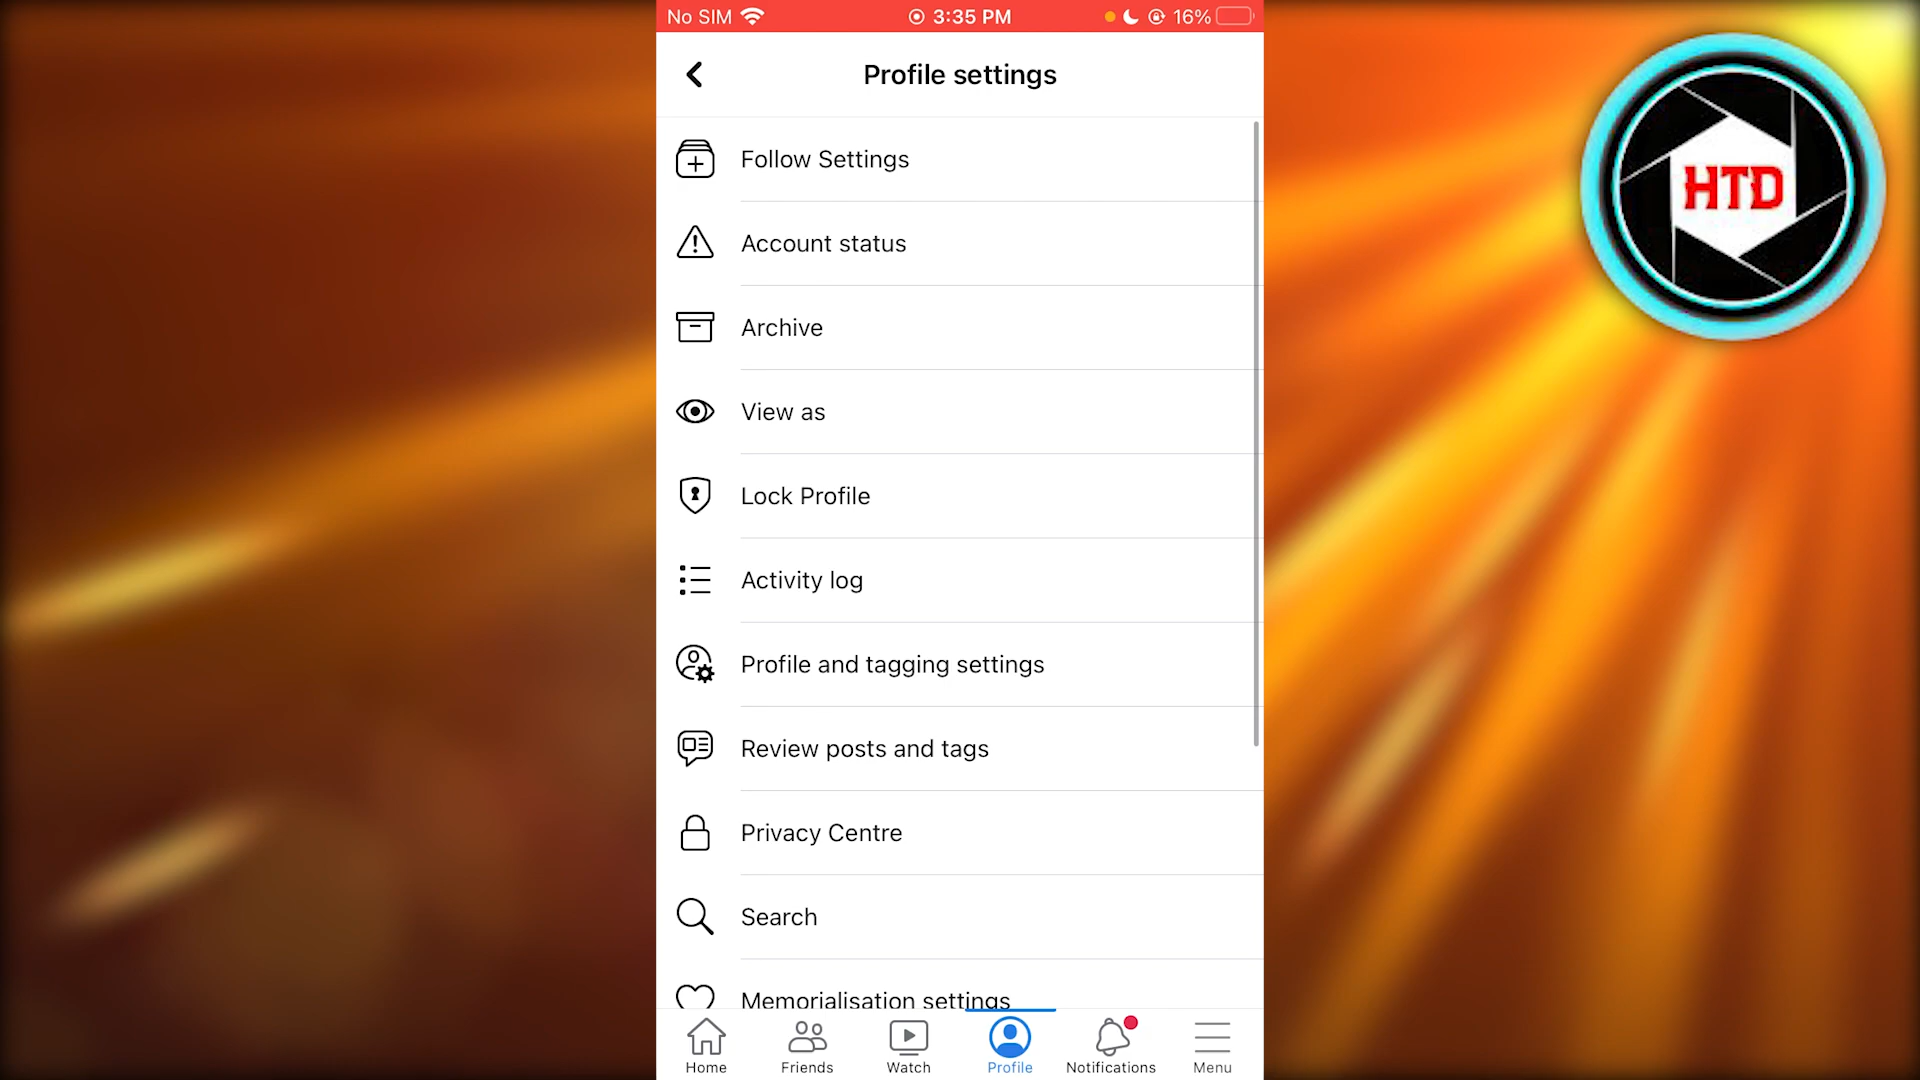 No SIM 3:35 PM 16%
Profile settings
HTD
Follow Settings
Account status
Archive
View as
Lock Profile
Activity log
Profile and tagging settings
Review posts and tags
Privacy Centre
Search
Memorialisation settings
Home Friends Watch Profile Notifications Menu